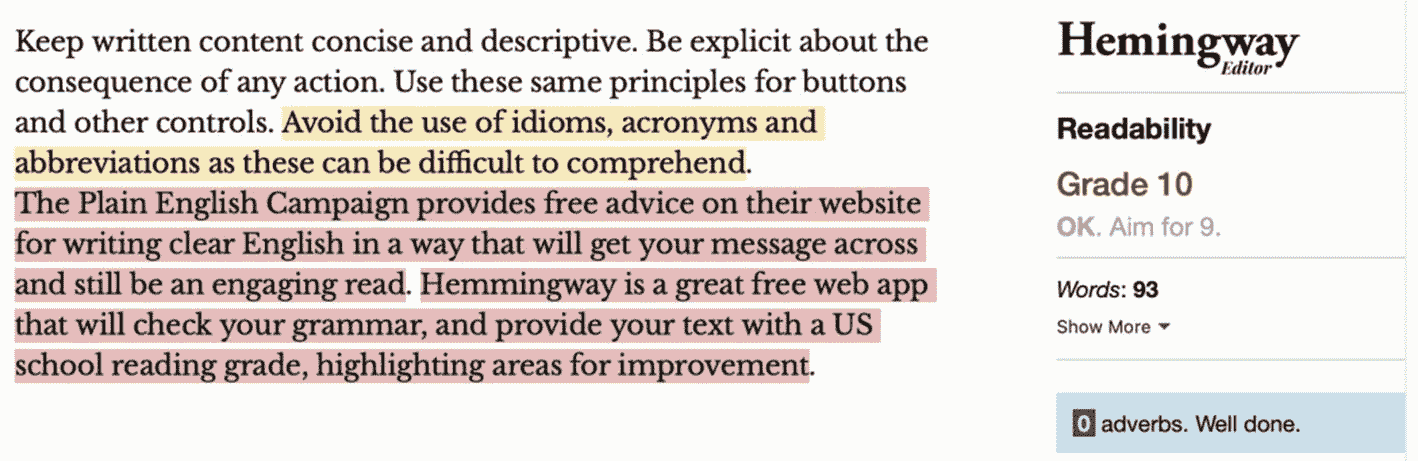 Keep written content concise and descriptive. Be explicit about the
consequence of any action. Use these same principles for buttons
and other controls. Avoid the use of idioms, acronyms and
abbreviations as these can be difficult to comprehend.
The Plain English Campaign provides free advice on their website
for writing clear English in a way that will get your message across
and still be an engaging read. Hemmingway is a great free web app
that will check your grammar, and provide your text with a US
school reading grade, highlighting areas for improvement.
Hemingway
Editor
Readability
Grade 10
OK. Aim for 9.
Words: 93
Show More
0 adverbs. Well done.